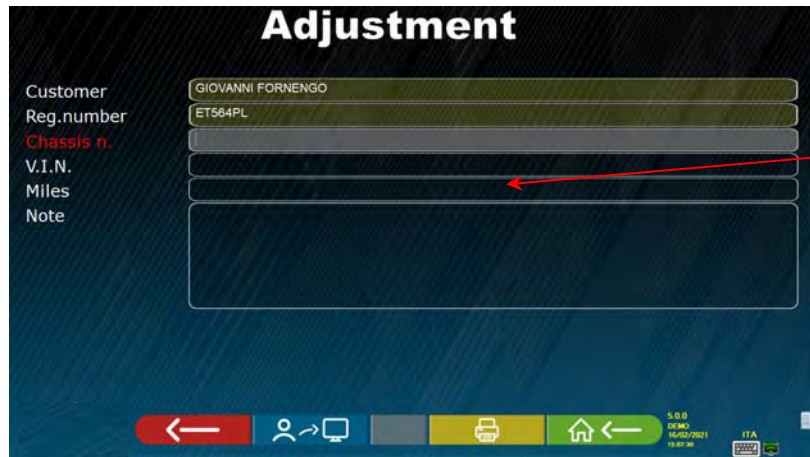 Adjustment
Customer GIOVANNI FORNENGO
Reg.number ET564PL
Chassis n.
V.I.N.
Miles
Note
5.0.0
DEMO
16/02/2021
ITA